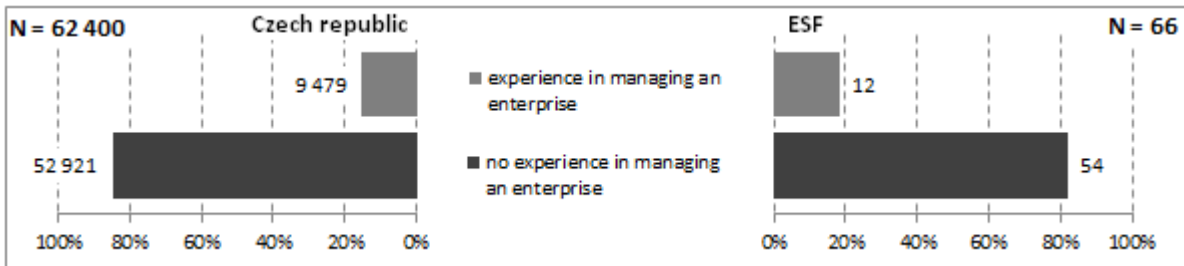 N = 62 400
Czech republic
ESF
N = 66
9 479
experience in managing an
enterprise
12
52 921
no experience in managing
an enterprise
54
100% 80% 60% 40% 20% 0%
0% 20% 40% 60% 80% 100%